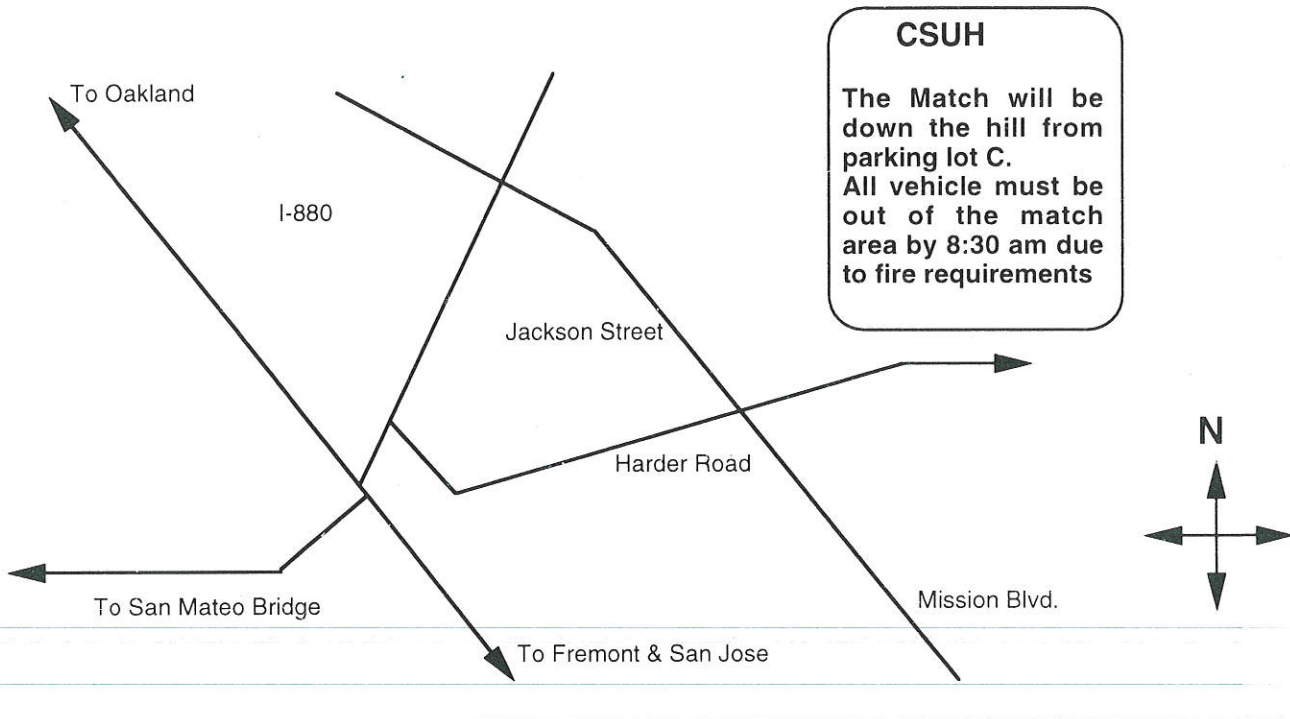 CSUH
The Match will be
down the hill from
parking lot C.
All vehicle must be
out of the match
area by 8:30 am due
to fire requirements
To Oakland
I-880
Jackson Street
Harder Road
N
To San Mateo Bridge
Mission Blvd.
To Fremont & San Jose